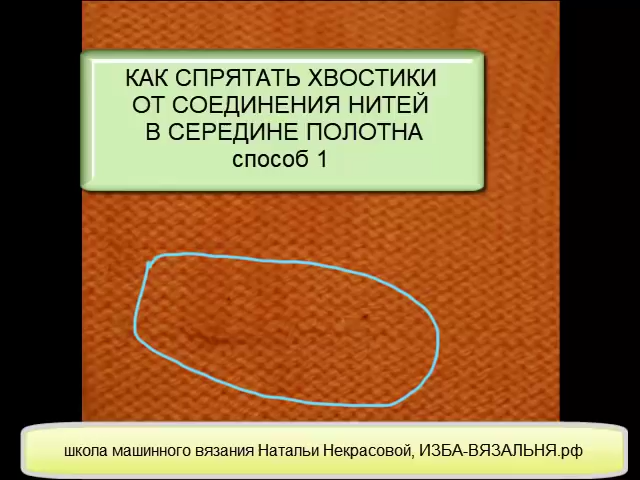 КАК СПРЯТАТЬ ХВОСТИКИ
ОТ СОЕДИНЕНИЯ НИТЕЙ
В СЕРЕДИНЕ ПОЛОТНА
способ 1
школа машинного вязания Натальи Некрасовой, ИЗБА-ВЯЗАЛЬНЯ.рф